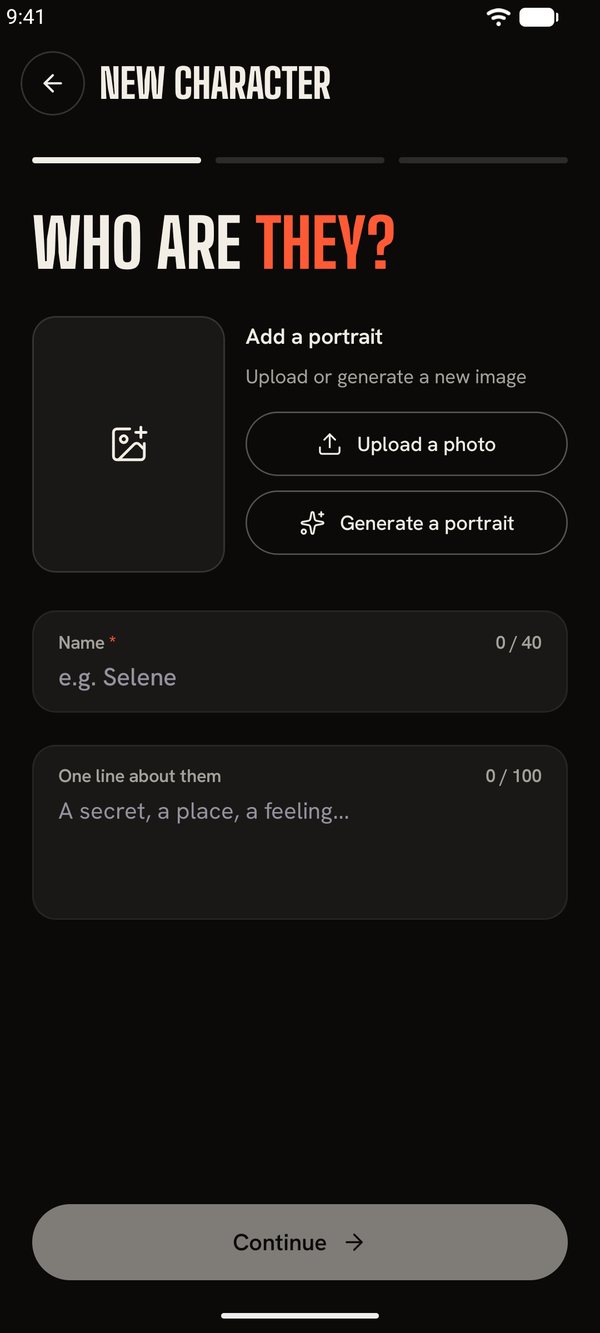 9:41
NEW CHARACTER
WHO ARE THEY?
Add a portrait
Upload or generate a new image
Upload a photo
Generate a portrait
Name *
0 / 40
e.g. Selene
One line about them
0 / 100
A secret, a place, a feeling...
Continue